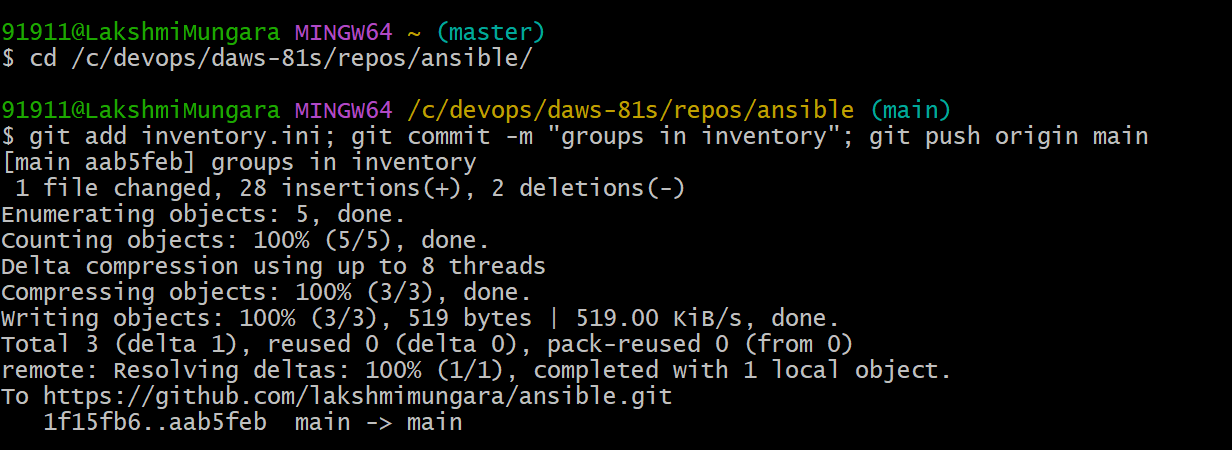 91911@LakshmiMungara MINGW64 ~ (master)
$ cd /c/devops/daws-81s/repos/ansible/
91911@LakshmiMungara MINGW64 /c/devops/daws-81s/repos/ansible (main)
$ git add inventory.ini; git commit -m "groups in inventory"; git push origin main
[main aab5feb] groups in inventory
 1 file changed, 28 insertions(+), 2 deletions(-)
Enumerating objects: 5, done.
Counting objects: 100% (5/5), done.
Delta compression using up to 8 threads
Compressing objects: 100% (3/3), done.
Writing objects: 100% (3/3), 519 bytes | 519.00 KiB/s, done.
Total 3 (delta 1), reused 0 (delta 0), pack-reused 0 (from 0)
remote: Resolving deltas: 100% (1/1), completed with 1 local object.
To https://github.com/lakshmimungara/ansible.git
   1f15fb6..aab5feb  main -> main